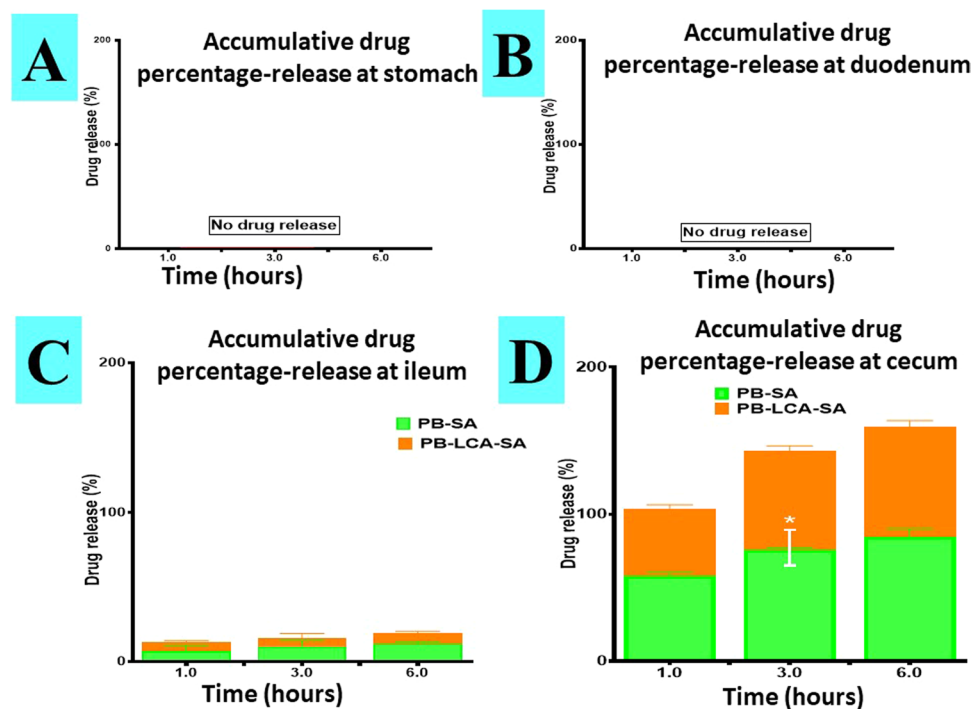 A
Accumulative drug
percentage-release at stomach
Drug release (%)
200
100
0
No drug release
1.0 3.0 6.0
Time (hours)
B
Accumulative drug
percentage-release at duodenum
Drug release (%)
200
100
0
No drug release
1.0 3.0 6.0
Time (hours)
C
Accumulative drug
percentage-release at ileum
Drug release (%)
200
100
0
PB-SA
PB-LCA-SA
1.0 3.0 6.0
Time (hours)
D
Accumulative drug
percentage-release at cecum
Drug release (%)
200
100
0
PB-SA
PB-LCA-SA
*
1.0 3.0 6.0
Time (hours)